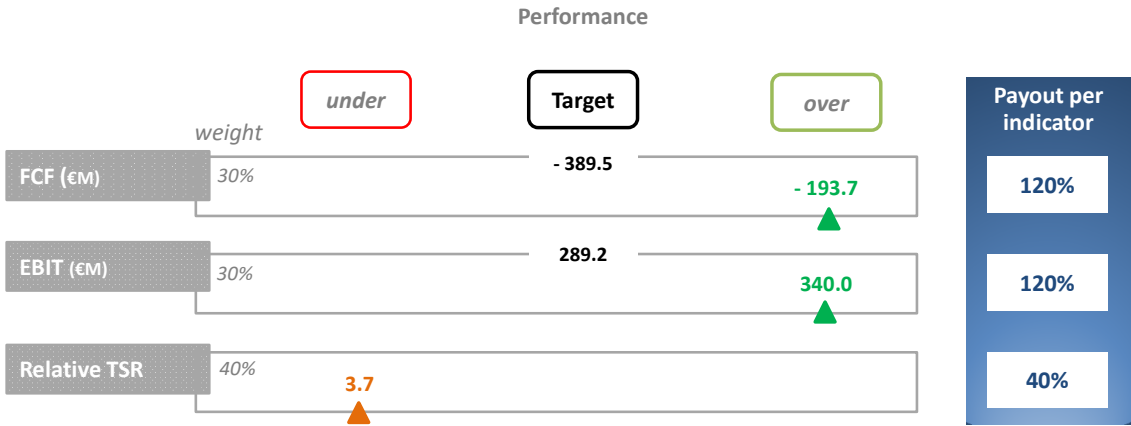 Performance
under
Target
over
Payout per
indicator
weight
FCF (€M)
30%
- 389.5
- 193.7
120%
EBIT (€M)
30%
289.2
340.0
120%
Relative TSR
40%
3.7
40%